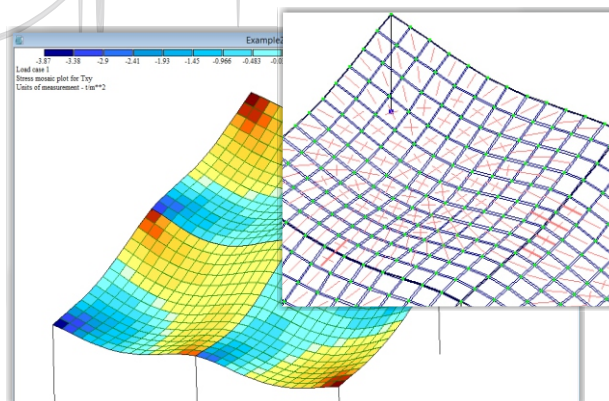 Example
-3.87 -3.38 -2.9 -2.41 -1.93 -1.45 -0.966 -0.483
Load case 1
Stress mosaic plot for Txy
Units of measurement - t/m**2